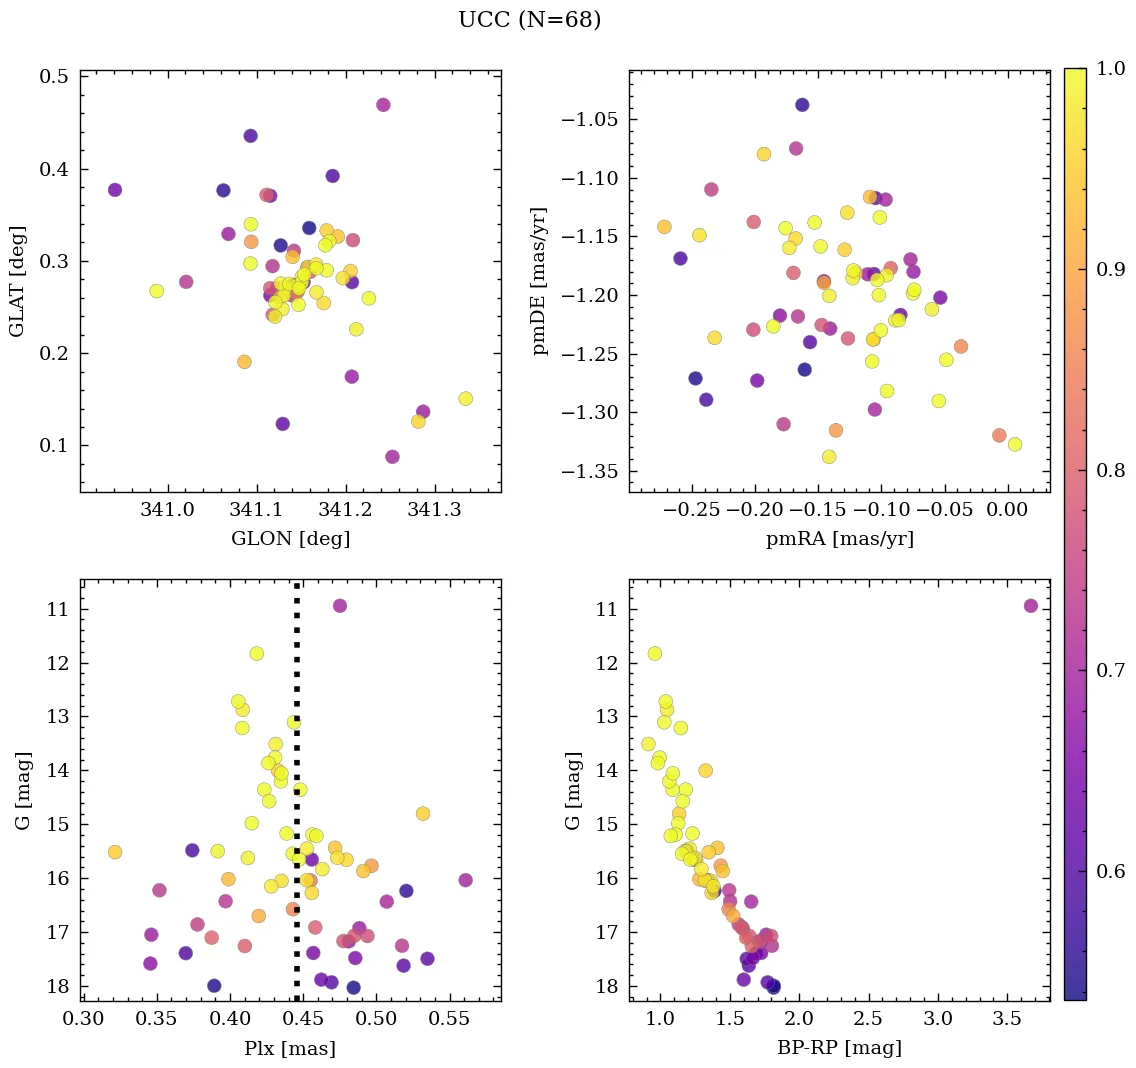 UCC (N=68)
0.5
0.4
0.3
0.2
0.1
GLAT [deg]
341.0 341.1 341.2 341.3
GLON [deg]
−1.05
−1.10
−1.15
−1.20
−1.25
−1.30
−1.35
pmDE [mas/yr]
−0.25 −0.20 −0.15 −0.10 −0.05 0.00
pmRA [mas/yr]
11
12
13
14
15
16
17
18
G [mag]
0.30 0.35 0.40 0.45 0.50 0.55
Plx [mas]
11
12
13
14
15
16
17
18
G [mag]
1.0 1.5 2.0 2.5 3.0 3.5
BP-RP [mag]
1.0
0.9
0.8
0.7
0.6